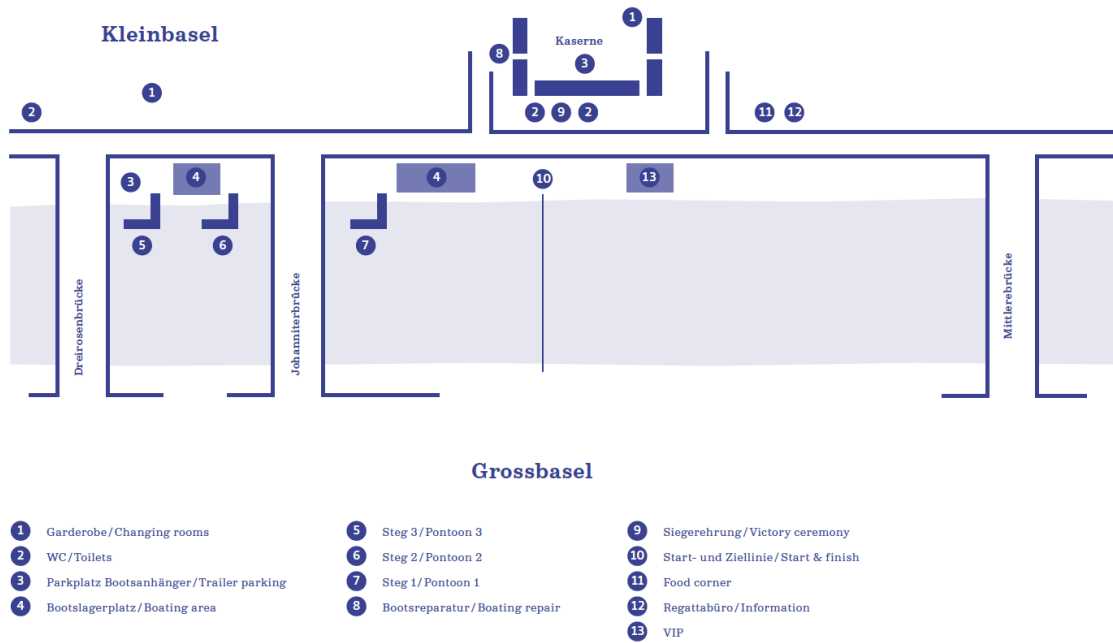 Kleinbasel
1
Kaserne
8
3
1
2
2
9
2
11
12
3
4
4
10
13
5
6
7
Dreirosenbrücke
Johanniterbrücke
Mittlerebrücke
Grossbasel
1 Garderobe/Changing rooms
2 WC/Toilets
3 Parkplatz Bootsanhänger/Trailer parking
4 Bootslagerplatz/Boating area
5 Steg 3/Pontoon 3
6 Steg 2/Pontoon 2
7 Steg 1/Pontoon 1
8 Bootsreparatur/Boating repair
9 Siegerehrung/Victory ceremony
10 Start- und Ziellinie/Start & finish
11 Food corner
12 Regattabüro/Information
13 VIP